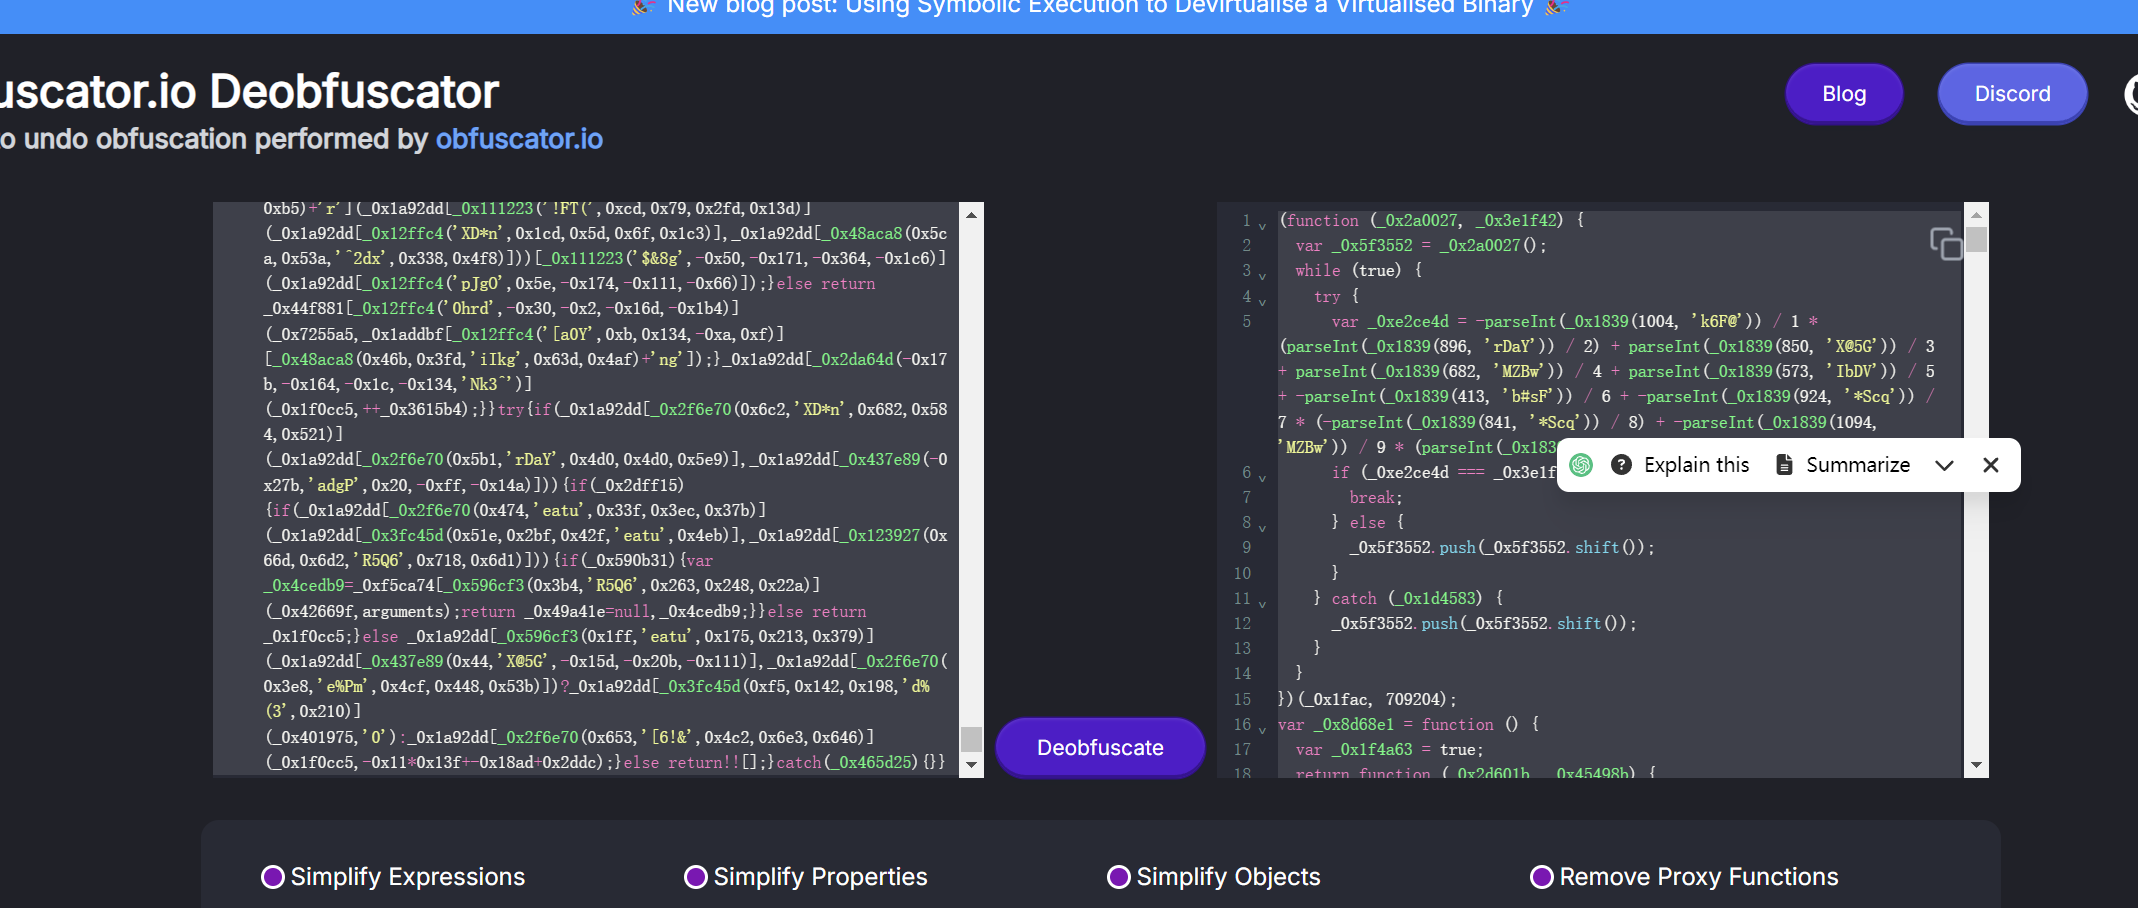 🎉 New blog post: Using Symbolic Execution to Devirtualise a Virtualised Binary 🎉
uscator.io Deobfuscator
o undo obfuscation performed by obfuscator.io
Blog
Discord
0xb5)+'r'](_0x1a92dd[_0x111223('!FT(',0xcd,0x79,0x2fd,0x13d)]
(_0x1a92dd[_0x12ffc4('XD*n',0x1cd,0x5d,0x6f,0x1c3)],_0x1a92dd[_0x48aca8(0x5c
a,0x53a,'^2dx',0x338,0x4f8)]))[_0x111223('$&8g',-0x50,-0x171,-0x364,-0x1c6)]
(_0x1a92dd[_0x12ffc4('pJgO',0x5e,-0x174,-0x111,-0x66)]);}else return
_0x44f881[_0x12ffc4('0hrd',-0x30,-0x2,-0x16d,-0x1b4)]
(_0x7255a5,_0x1addbf[_0x12ffc4('[a0Y',0xb,0x134,-0xa,0xf)]
[_0x48aca8(0x46b,0x3fd,'iIkg',0x63d,0x4af)+'ng']);}_0x1a92dd[_0x2da64d(-0x17
b,-0x164,-0x1c,-0x134,'Nk3^')]
(_0x1f0cc5,++_0x3615b4);}}try{if(_0x1a92dd[_0x2f6e70(0x6c2,'XD*n',0x682,0x58
4,0x521)]
(_0x1a92dd[_0x2f6e70(0x5b1,'rDaY',0x4d0,0x4d0,0x5e9)],_0x1a92dd[_0x437e89(-0
x27b,'adgP',0x20,-0xff,-0x14a)])){if(_0x2dff15)
{if(_0x1a92dd[_0x2f6e70(0x474,'eatu',0x33f,0x3ec,0x37b)]
(_0x1a92dd[_0x3fc45d(0x51e,0x2bf,0x42f,'eatu',0x4eb)],_0x1a92dd[_0x123927(0x
66d,0x6d2,'R5Q6',0x718,0x6d1)])){if(_0x590b31){var
_0x4cedb9=_0xf5ca74[_0x596cf3(0x3b4,'R5Q6',0x263,0x248,0x22a)]
(_0x42669f,arguments);return _0x49a41e=null,_0x4cedb9;}}else return
_0x1f0cc5;}else _0x1a92dd[_0x596cf3(0x1ff,'eatu',0x175,0x213,0x379)]
(_0x1a92dd[_0x437e89(0x44,'X@5G',-0x15d,-0x20b,-0x111)],_0x1a92dd[_0x2f6e70(
0x3e8,'e%Pm',0x4cf,0x448,0x53b)])?_0x1a92dd[_0x3fc45d(0xf5,0x142,0x198,'d%
(3',0x210)]
(_0x401975,'0'):_0x1a92dd[_0x2f6e70(0x653,'[6!&',0x4c2,0x6e3,0x646)]
(_0x1f0cc5,-0x11*0x13f+-0x18ad+0x2ddc);}else return!![];}catch(_0x465d25){}}
Deobfuscate
1 (function (_0x2a0027, _0x3e1f42) {
2 var _0x5f3552 = _0x2a0027();
3 while (true) {
4 try {
5 var _0xe2ce4d = -parseInt(_0x1839(1004, 'k6F@')) / 1 *
(parseInt(_0x1839(896, 'rDaY')) / 2) + parseInt(_0x1839(850, 'X@5G')) / 3
+ parseInt(_0x1839(682, 'MZBw')) / 4 + parseInt(_0x1839(573, 'IbDV')) / 5
+ -parseInt(_0x1839(413, 'b#sF')) / 6 + -parseInt(_0x1839(924, '*Scq')) /
7 * (-parseInt(_0x1839(841, '*Scq')) / 8) + -parseInt(_0x1839(1094,
'MZBw')) / 9 * (parseInt(_0x183
6 if (_0xe2ce4d === _0x3e1f
7 break;
8 } else {
9 _0x5f3552.push(_0x5f3552.shift());
10 }
11 } catch (_0x1d4583) {
12 _0x5f3552.push(_0x5f3552.shift());
13 }
14 }
15 })(_0x1fac, 709204);
16 var _0x8d68e1 = function () {
17 var _0x1f4a63 = true;
18 return function (_0x2d601b, _0x45498b) {
Explain this
Summarize
Simplify Expressions
Simplify Properties
Simplify Objects
Remove Proxy Functions